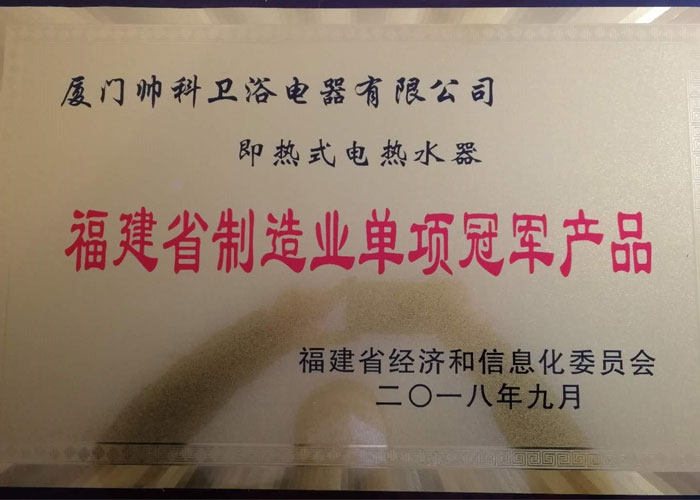 厦门帅科卫浴电器有限公司
即热式电热水器
福建省制造业单项冠军产品
福建省经济和信息化委员会
二〇一八年九月